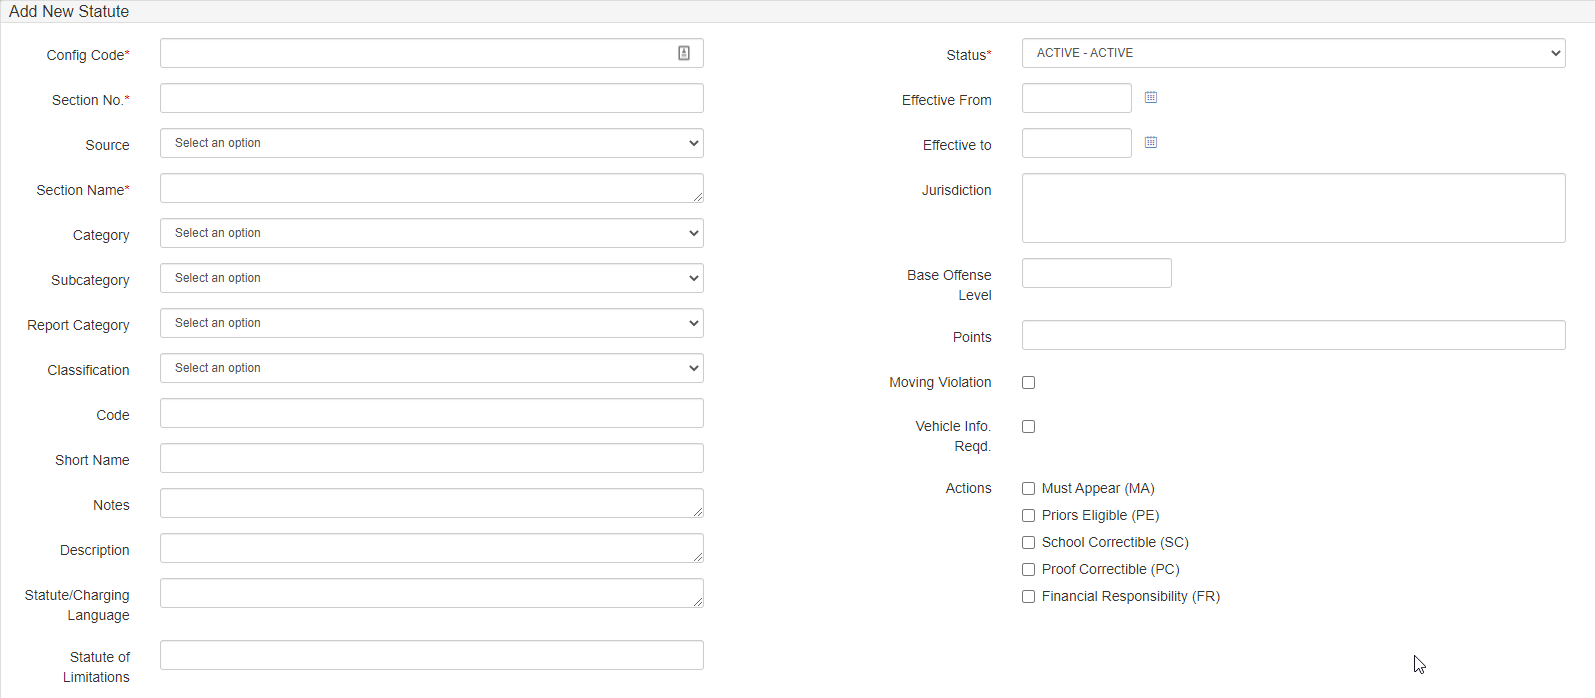 Add New Statute
Config Code*
Section No.*
Source
Select an option
Section Name*
Category
Select an option
Subcategory
Select an option
Report Category
Select an option
Classification
Select an option
Code
Short Name
Notes
Description
Statute/Charging
Language
Statute of
Limitations
Status*
ACTIVE - ACTIVE
Effective From
Effective to
Jurisdiction
Base Offense
Level
Points
Moving Violation
Vehicle Info.
Reqd.
Actions
Must Appear (MA)
Priors Eligible (PE)
School Correctible (SC)
Proof Correctible (PC)
Financial Responsibility (FR)